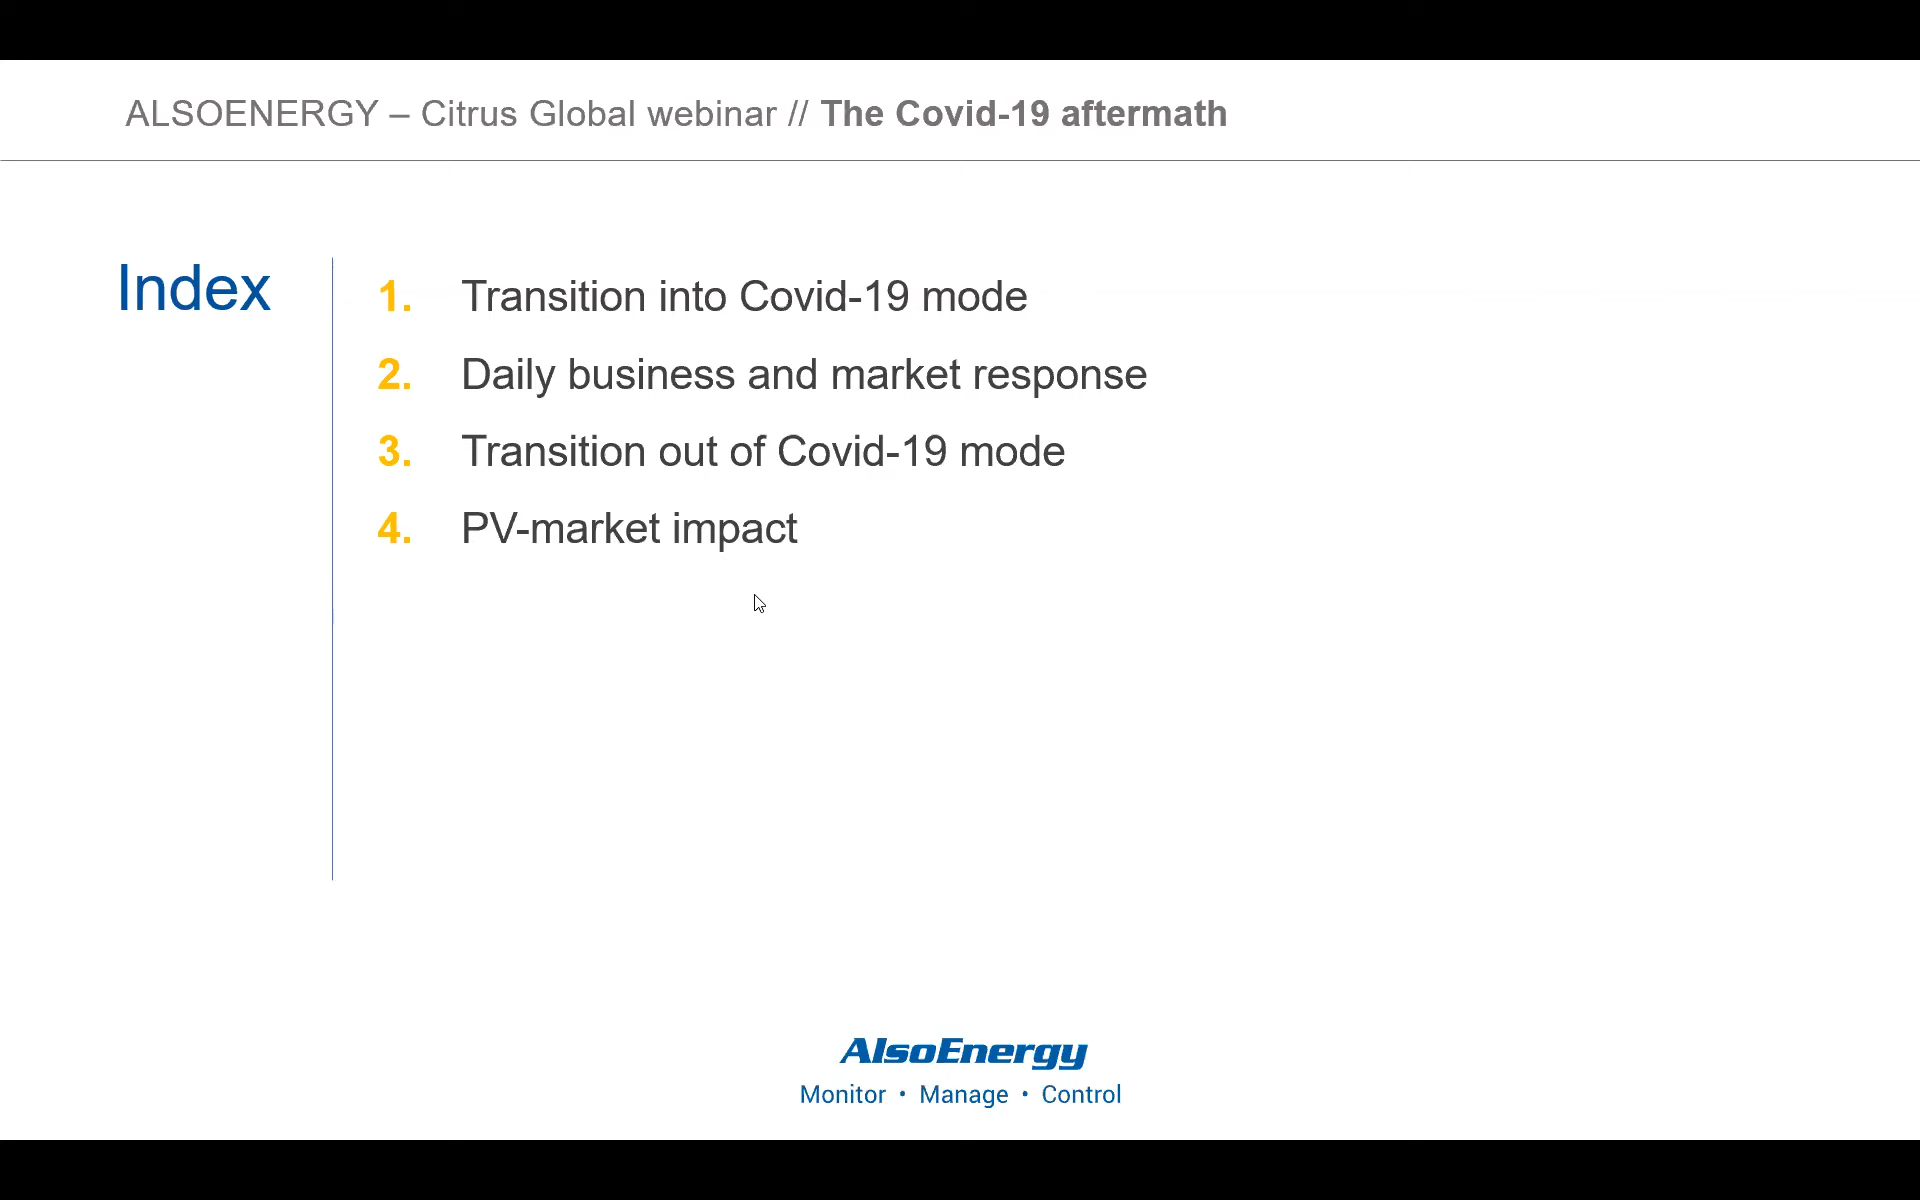 ALSOENERGY – Citrus Global webinar // The Covid-19 aftermath
Index
1. Transition into Covid-19 mode
2. Daily business and market response
3. Transition out of Covid-19 mode
4. PV-market impact
AlsoEnergy
Monitor • Manage • Control